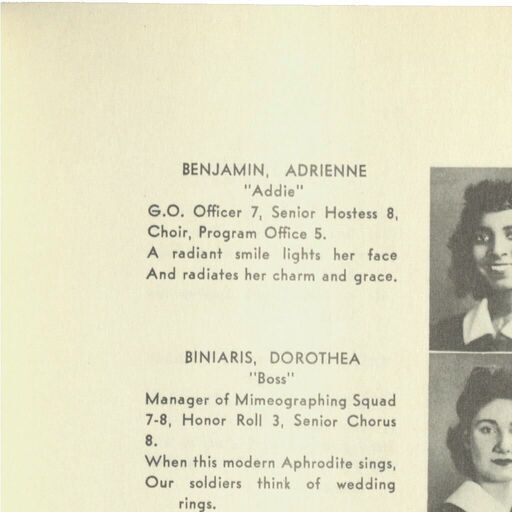 BENJAMIN, ADRIENNE
"Addie"
G.O. Officer 7, Senior Hostess 8,
Choir, Program Office 5.
A radiant smile lights her face
And radiates her charm and grace.
BINIARIS, DOROTHEA
"Boss"
Manager of Mimeographing Squad
7-8, Honor Roll 3, Senior Chorus
8.
When this modern Aphrodite sings,
Our soldiers think of wedding
rings.